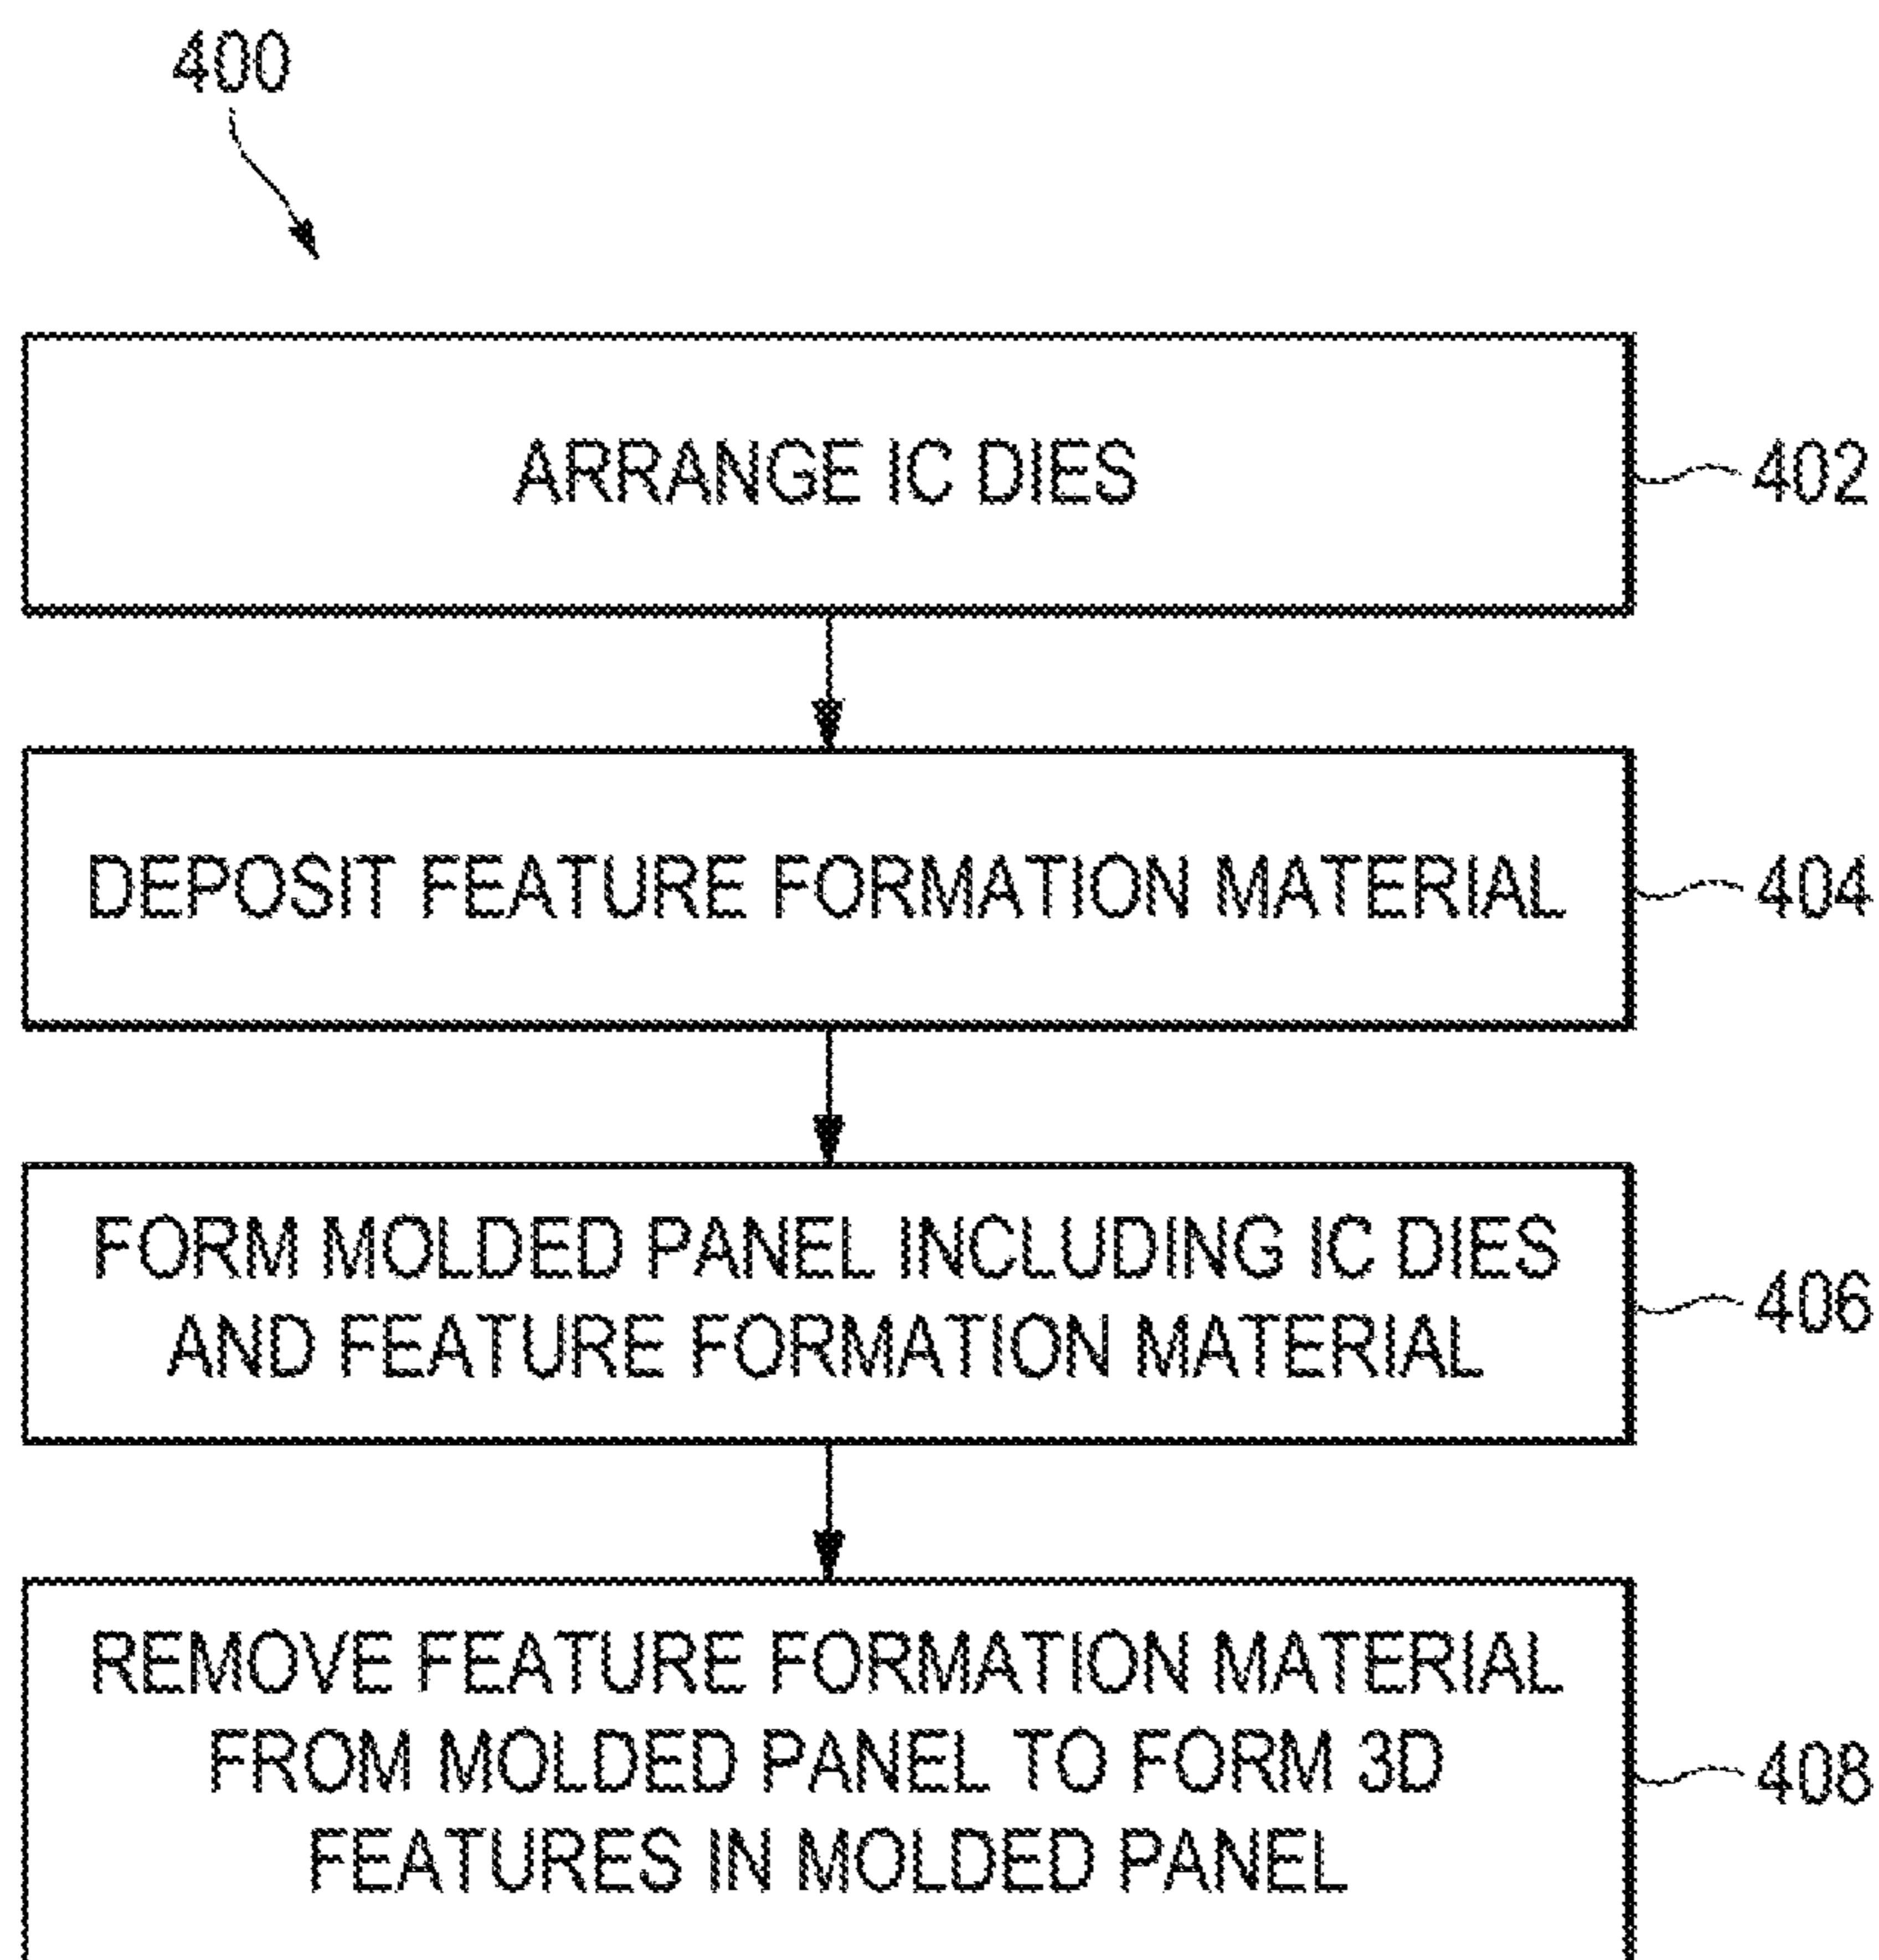 400
ARRANGE IC DIES
402
DEPOSIT FEATURE FORMATION MATERIAL
404
FORM MOLDED PANEL INCLUDING IC DIES
AND FEATURE FORMATION MATERIAL
406
REMOVE FEATURE FORMATION MATERIAL
FROM MOLDED PANEL TO FORM 3D
FEATURES IN MOLDED PANEL
408